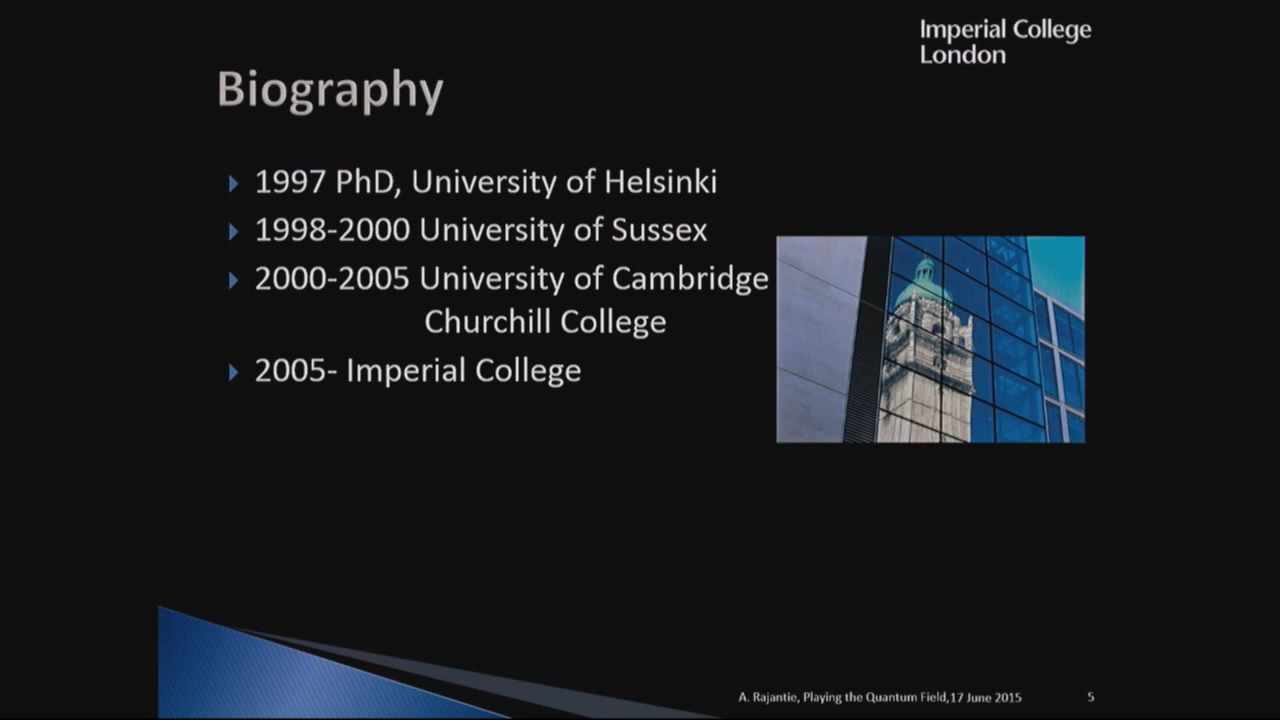 Imperial College
London
Biography
1997 PhD, University of Helsinki
1998-2000 University of Sussex
2000-2005 University of Cambridge
Churchill College
2005- Imperial College
A. Rajantie, Playing the Quantum Field,17 June 2015
5